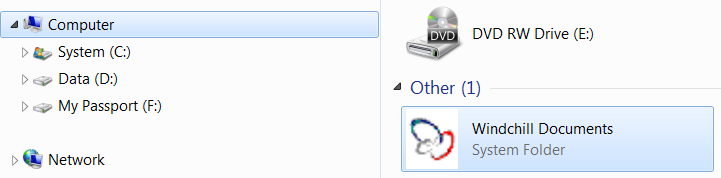 Computer
System (C:)
Data (D:)
My Passport (F:)
Network
DVD
DVD RW Drive (E:)
Other (1)
Windchill Documents
System Folder